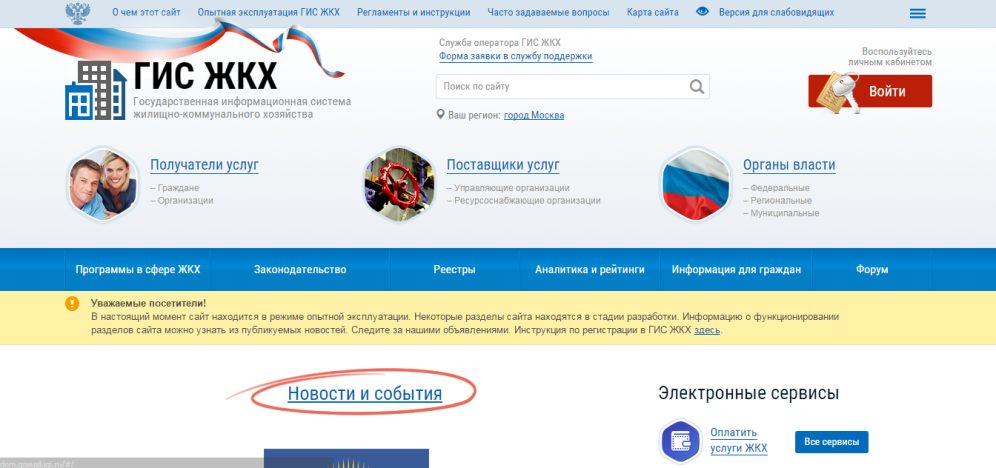 О чем этот сайт Опытная эксплуатация ГИС ЖКХ Регламенты и инструкции Часто задаваемые вопросы Карта сайта Версия для слабовидящих
Служба оператора ГИС ЖКХ
Форма заявки в службу поддержки
Воспользуйтесь
личным кабинетом
ГИС ЖКХ
Государственная информационная система
жилищно-коммунального хозяйства
Поиск по сайту
Войти
Ваш регион: город Москва
Получатели услуг
– Граждане
– Организации
Поставщики услуг
– Управляющие организации
– Ресурсоснабжающие организации
Органы власти
– Федеральные
– Региональные
– Муниципальные
Программы в сфере ЖКХ Законодательство Реестры Аналитика и рейтинги Информация для граждан Форум
Уважаемые посетители!
В настоящий момент сайт находится в режиме опытной эксплуатации. Некоторые разделы сайта находятся в стадии разработки. Информацию о функционировании
разделов сайта можно узнать из публикуемых новостей. Следите за нашими объявлениями. Инструкция по регистрации в ГИС ЖКХ здесь.
Новости и события
Электронные сервисы
Оплатить
услуги ЖКХ
Все сервисы
dom.gosuslugi.ru/#/